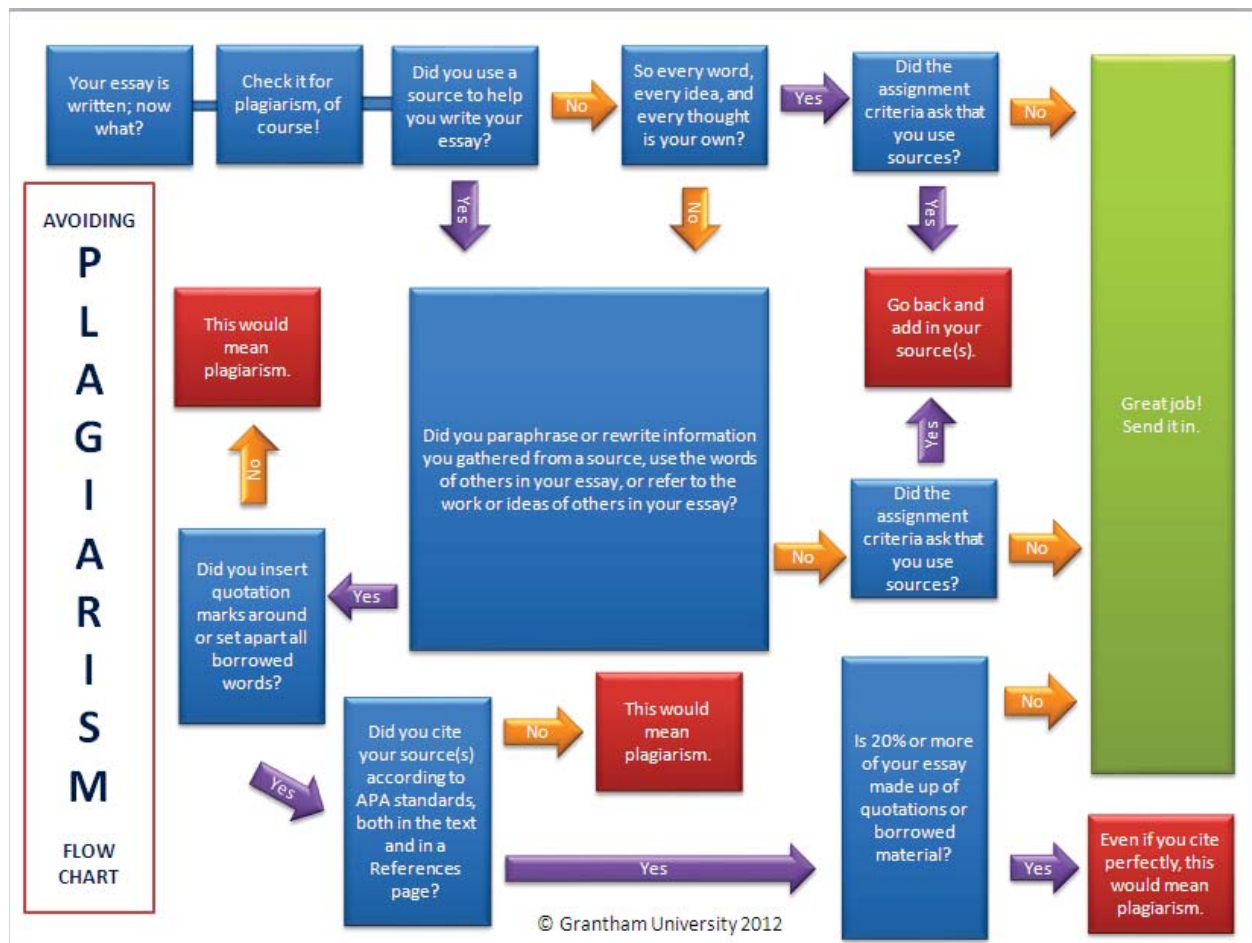 Your essay is
written; now
what?
Check it for
plagiarism, of
course!
Did you use a
source to help
you write your
essay?
No
So every word,
every idea, and
every thought
is your own?
Yes
Did the
assignment
criteria ask that
you use
sources?
No
Yes
No
Yes
AVOIDING
P
L
A
G
I
A
R
I
S
M
FLOW
CHART
This would
mean
plagiarism.
No
Did you insert
quotation
marks around
or set apart all
borrowed
words?
Yes
Did you paraphrase or rewrite information
you gathered from a source, use the words
of others in your essay, or refer to the
work or ideas of others in your essay?
No
Go back and
add in your
source(s).
Yes
Did the
assignment
criteria ask that
you use
sources?
No
Great job!
Send it in.
Yes
Did you cite
your source(s)
according to
APA standards,
both in the text
and in a
References
page?
No
This would
mean
plagiarism.
Yes
Is 20% or more
of your essay
made up of
quotations or
borrowed
material?
No
Yes
Even if you cite
perfectly, this
would mean
plagiarism.
© Grantham University 2012